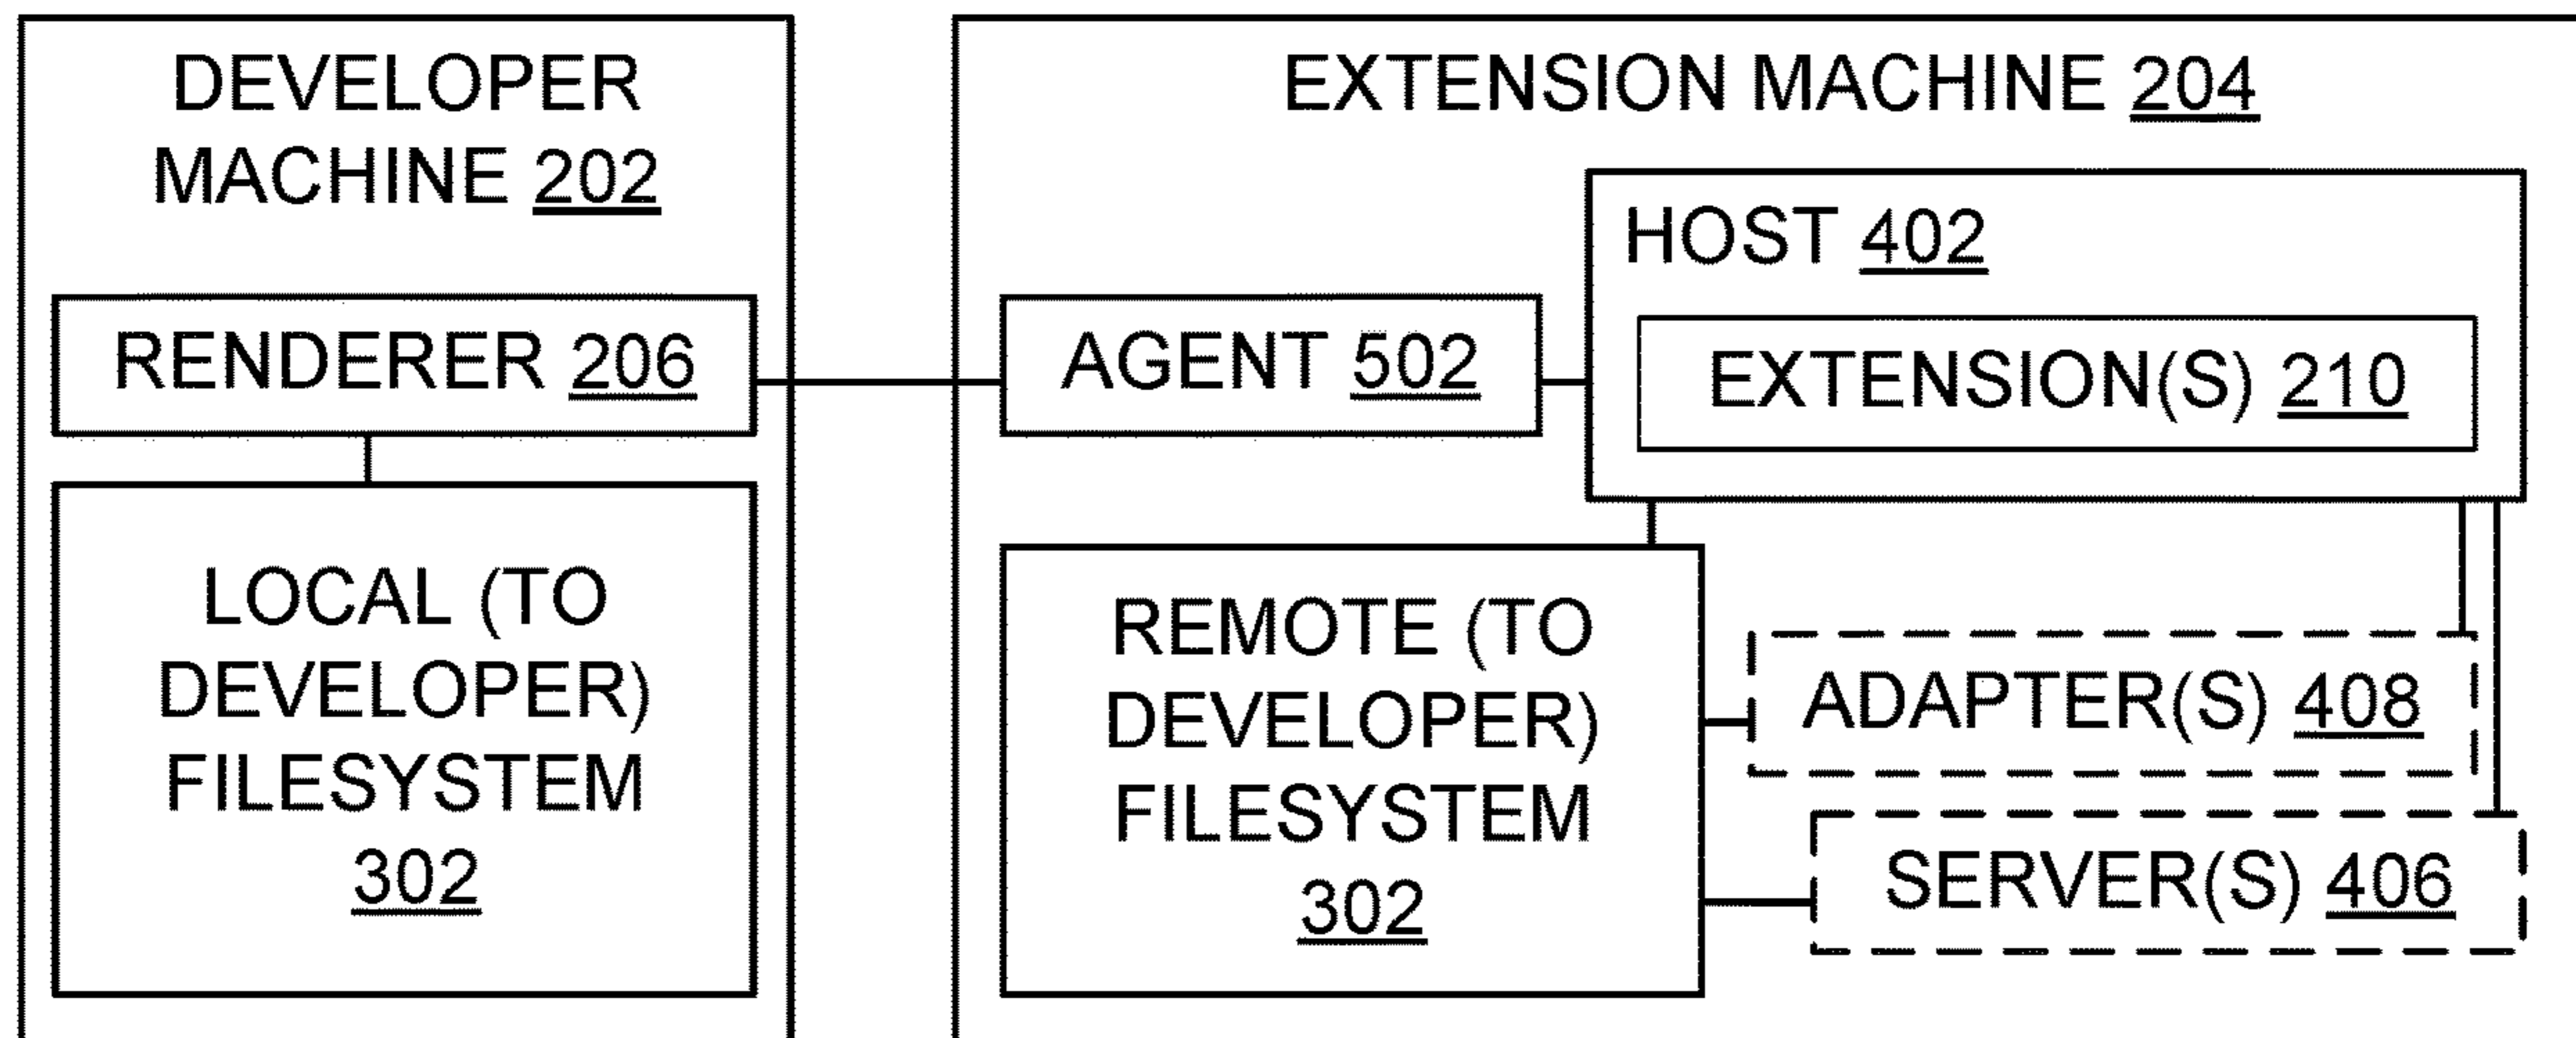 DEVELOPER
MACHINE 202
RENDERER 206
LOCAL (TO
DEVELOPER)
FILESYSTEM
302
EXTENSION MACHINE 204
AGENT 502
HOST 402
EXTENSION(S) 210
REMOTE (TO
DEVELOPER)
FILESYSTEM
302
ADAPTER(S) 408
SERVER(S) 406